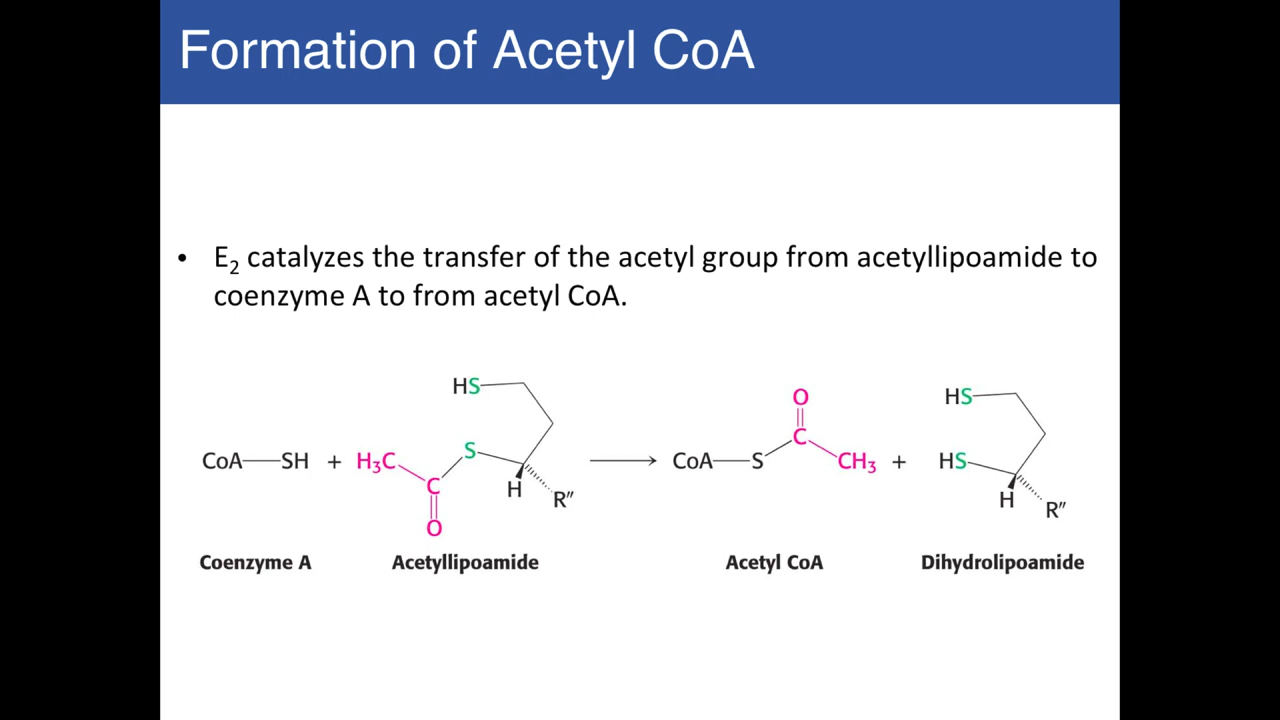 Formation of Acetyl CoA
• E₂ catalyzes the transfer of the acetyl group from acetyllipoamide to
coenzyme A to from acetyl CoA.
HS
O
HS
S
C
CoA—SH + H₃C
CoA—S
CH₃ +
HS
C
H
R″
H
R″
O
Coenzyme A
Acetyllipoamide
Acetyl CoA
Dihydrolipoamide